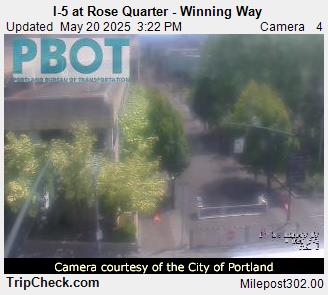 I-5 at Rose Quarter - Winning Way
Updated May 20 2025 3:22 PM Camera 4
PBOT
PORTLAND BUREAU OF TRANSPORTATION
Camera courtesy of the City of Portland
TripCheck.com Milepost302.00